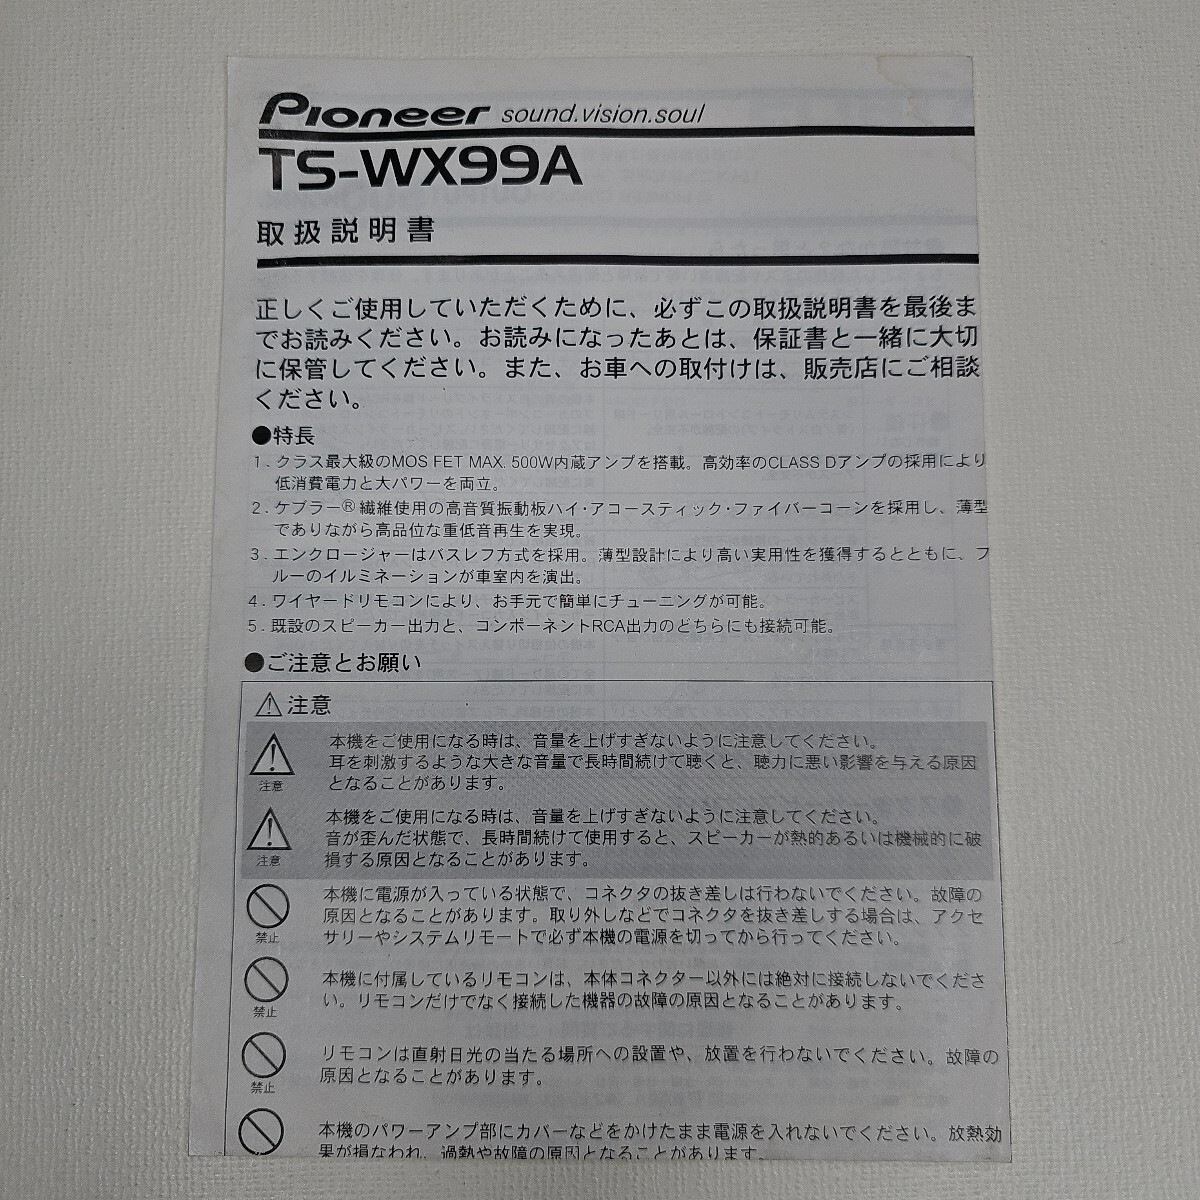 Pioneer sound.vision.soul
TS-WX99A
取扱説明書
正しくご使用していただくために、必ずこの取扱説明書を最後ま
でお読みください。お読みになったあとは、保証書と一緒に大切
に保管してください。また、お車への取付けは、販売店にご相談
ください。
●特長
1．クラス最大級のMOS FET MAX. 500W内蔵アンプを搭載。高効率のCLASS Dアンプの採用により
低消費電力と大パワーを両立。
2．ケブラー®繊維使用の高音質振動板ハイ・アコースティック・ファイバーコーンを採用し、薄型
でありながら高品位な重低音再生を実現。
3．エンクロージャーはバスレフ方式を採用。薄型設計により高い実用性を獲得するとともに、ブ
ルーのイルミネーションが車室内を演出。
4．ワイヤードリモコンにより、お手元で簡単にチューニングが可能。
5．既設のスピーカー出力と、コンポーネントRCA出力のどちらにも接続可能。
●ご注意とお願い
注意
本機をご使用になる時は、音量を上げすぎないように注意してください。
耳を刺激するような大きな音量で長時間続けて聴くと、聴力に悪い影響を与える原因
となることがあります。
注意
本機をご使用になる時は、音量を上げすぎないように注意してください。
音が歪んだ状態で、長時間続けて使用すると、スピーカーが熱的あるいは機械的に破
損する原因となることがあります。
注意
本機に電源が入っている状態で、コネクタの抜き差しは行わないでください。故障の
原因となることがあります。取り外しなどでコネクタを抜き差しする場合は、アクセ
サリーやシステムリモートで必ず本機の電源を切ってから行ってください。
禁止
本機に付属しているリモコンは、本体コネクター以外には絶対に接続しないでくださ
い。リモコンだけでなく接続した機器の故障の原因となることがあります。
禁止
リモコンは直射日光の当たる場所への設置や、放置を行わないでください。故障の
原因となることがあります。
禁止
本機のパワーアンプ部にカバーなどをかけたまま電源を入れないでください。放熱効
果が損なわれ、過熱や故障の原因となることがあります。